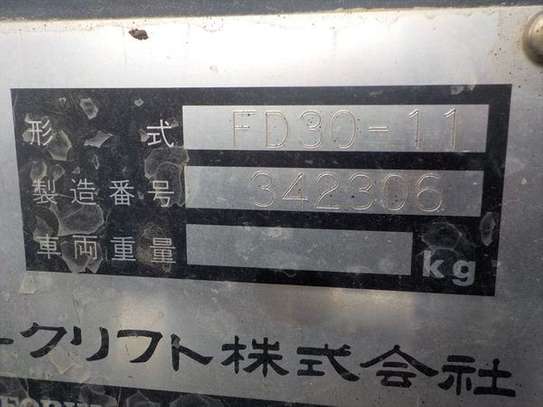 形式 FD30-11
製造番号 342306
車両重量 kg
ークリフト株式会社